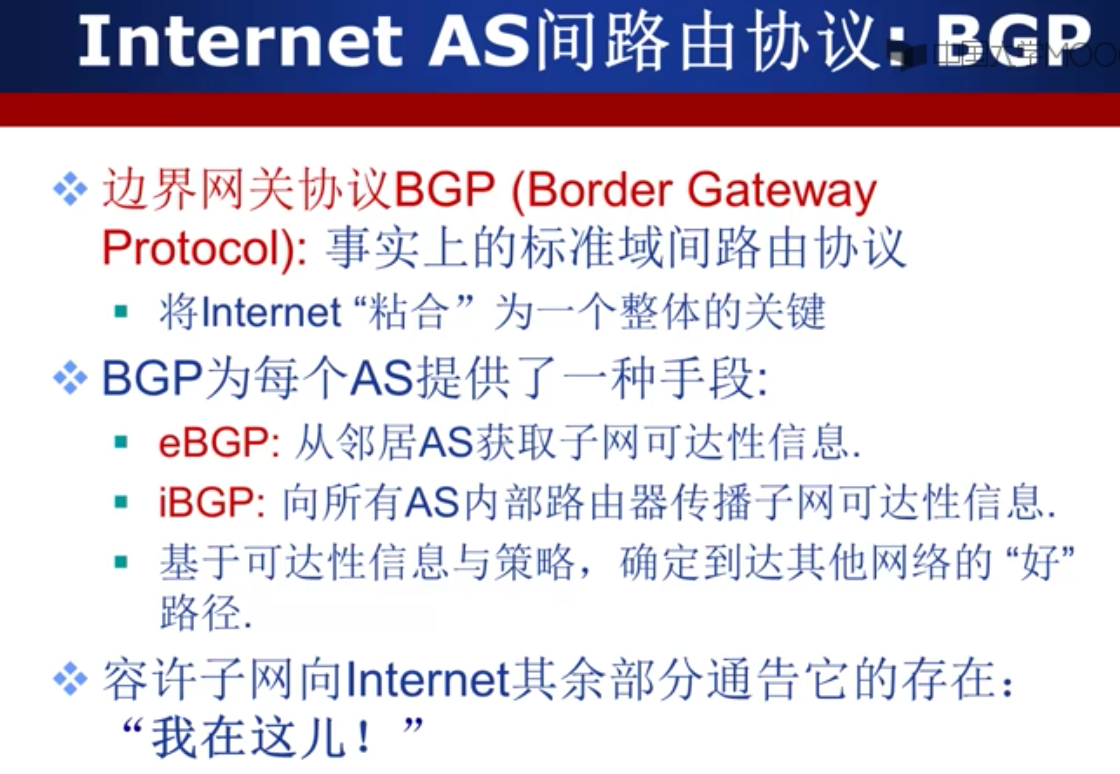 Internet AS间路由协议: BGP
中国大学MOO
边界网关协议BGP (Border Gateway
Protocol): 事实上的标准域间路由协议
将Internet “粘合”为一个整体的关键
BGP为每个AS提供了一种手段:
eBGP: 从邻居AS获取子网可达性信息.
iBGP: 向所有AS内部路由器传播子网可达性信息.
基于可达性信息与策略，确定到达其他网络的 “好”
路径.
容许子网向Internet其余部分通告它的存在：
“我在这儿！”